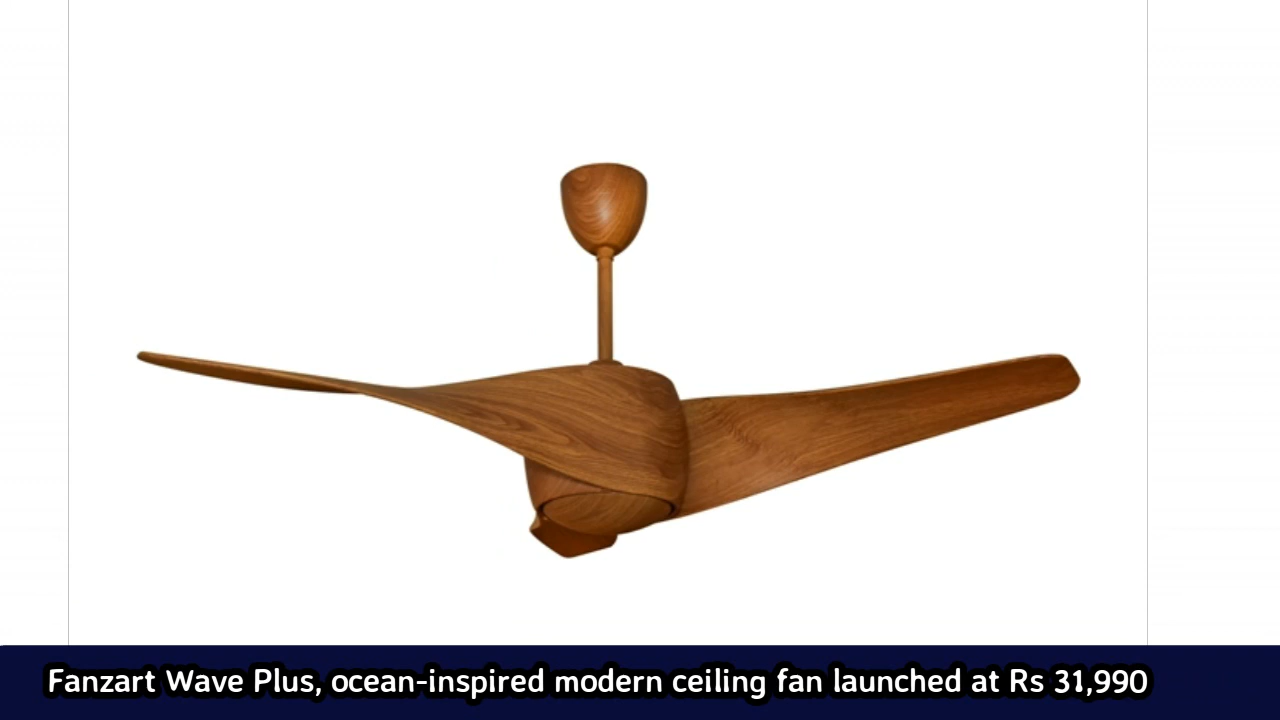 Fanzart Wave Plus, ocean-inspired modern ceiling fan launched at Rs 31,990